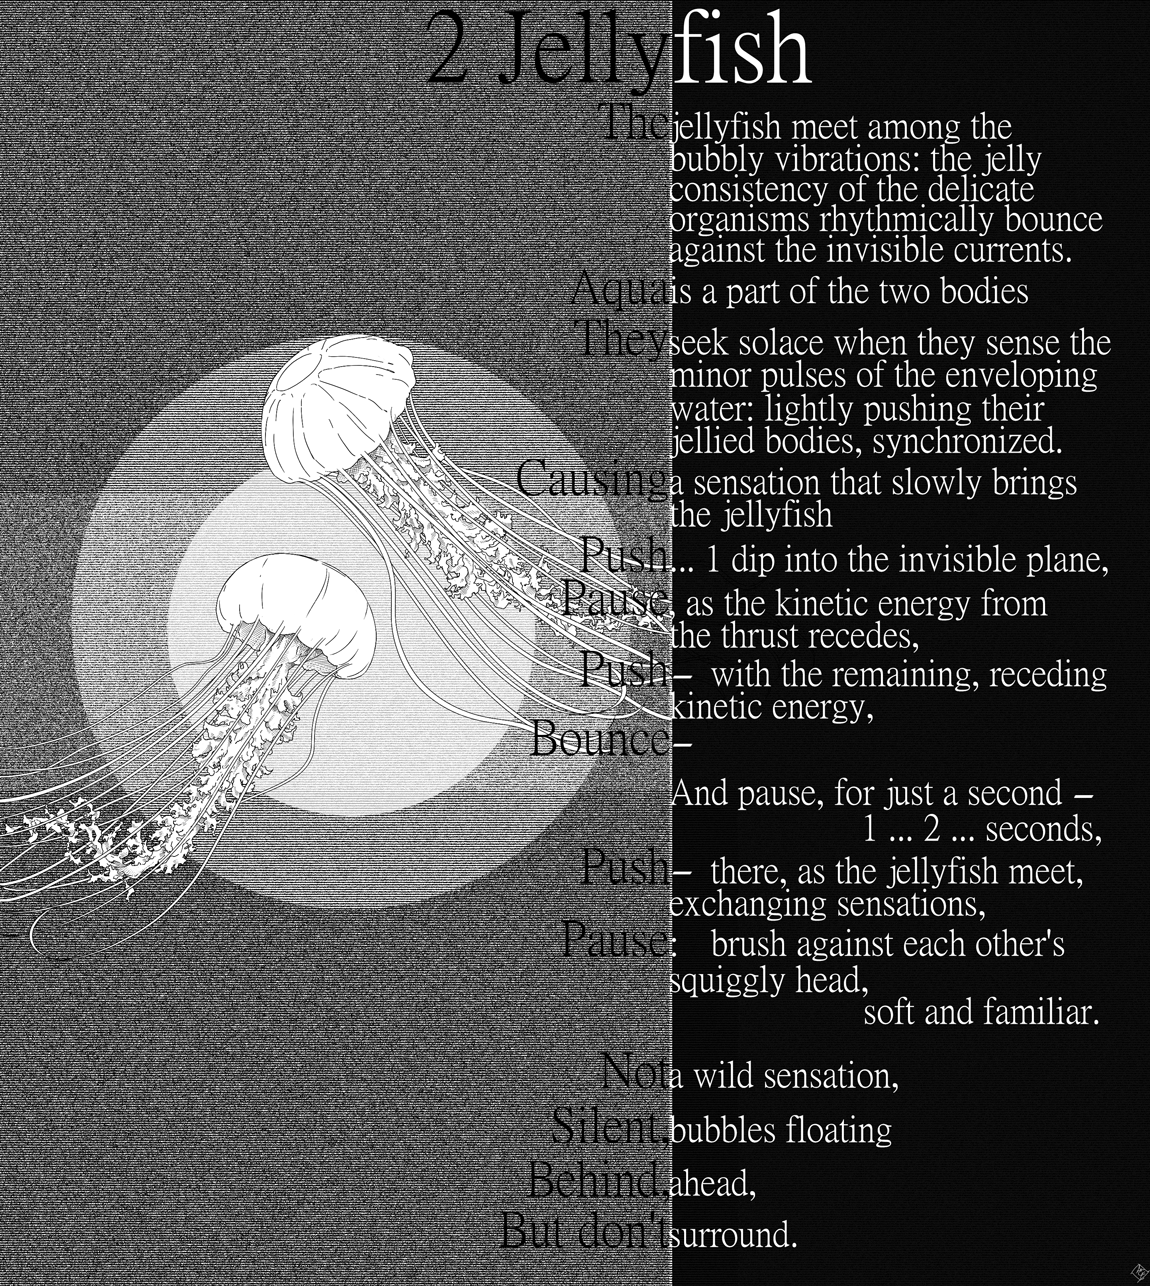 2 Jellyfish
The jellyfish meet among the
bubbly vibrations: the jelly
consistency of the delicate
organisms rhythmically bounce
against the invisible currents.
Aqua is a part of the two bodies
They seek solace when they sense the
minor pulses of the enveloping
water: lightly pushing their
jellied bodies, synchronized.
Causing a sensation that slowly brings
the jellyfish
Push... 1 dip into the invisible plane,
Pause, as the kinetic energy from
the thrust recedes,
Push – with the remaining, receding
kinetic energy,
Bounce –
And pause, for just a second –
1 ... 2 ... seconds,
Push – there, as the jellyfish meet,
exchanging sensations,
Pause: brush against each other's
squiggly head,
soft and familiar.
Not a wild sensation,
Silent, bubbles floating
Behind, ahead,
But don't surround.